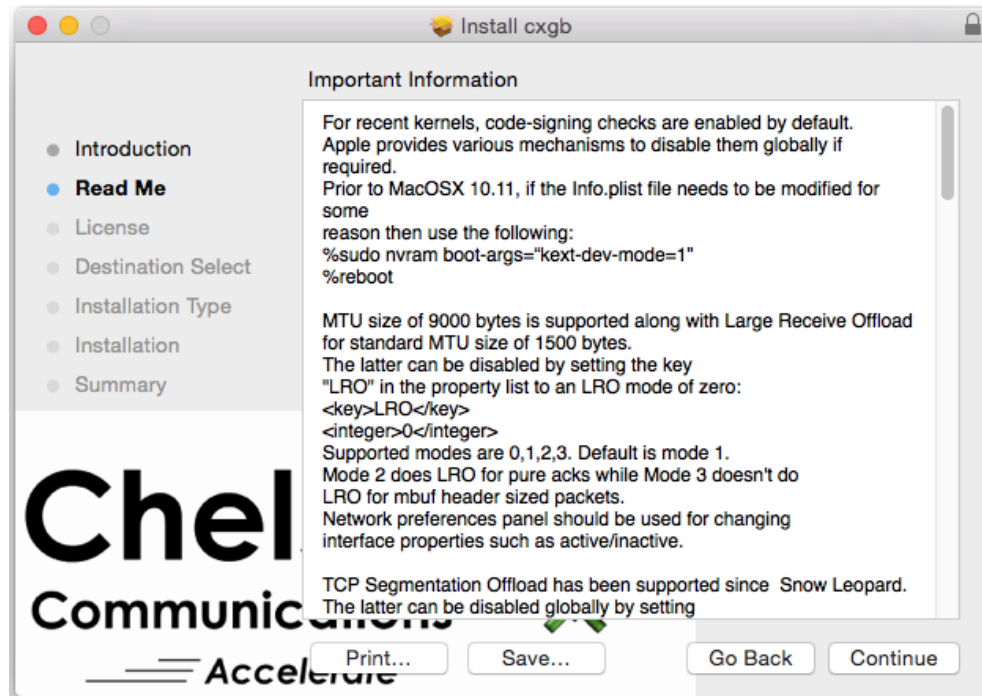 Install cxgb
Important Information
Introduction
Read Me
License
Destination Select
Installation Type
Installation
Summary
For recent kernels, code-signing checks are enabled by default.
Apple provides various mechanisms to disable them globally if
required.
Prior to MacOSX 10.11, if the Info.plist file needs to be modified for
some
reason then use the following:
%sudo nvram boot-args=“kext-dev-mode=1"
%reboot
MTU size of 9000 bytes is supported along with Large Receive Offload
for standard MTU size of 1500 bytes.
The latter can be disabled by setting the key
"LRO" in the property list to an LRO mode of zero:
<key>LRO</key>
<integer>0</integer>
Supported modes are 0,1,2,3. Default is mode 1.
Mode 2 does LRO for pure acks while Mode 3 doesn't do
LRO for mbuf header sized packets.
Network preferences panel should be used for changing
interface properties such as active/inactive.
TCP Segmentation Offload has been supported since  Snow Leopard.
The latter can be disabled globally by setting
Chel
Communications
Accelerate
Print...
Save...
Go Back
Continue